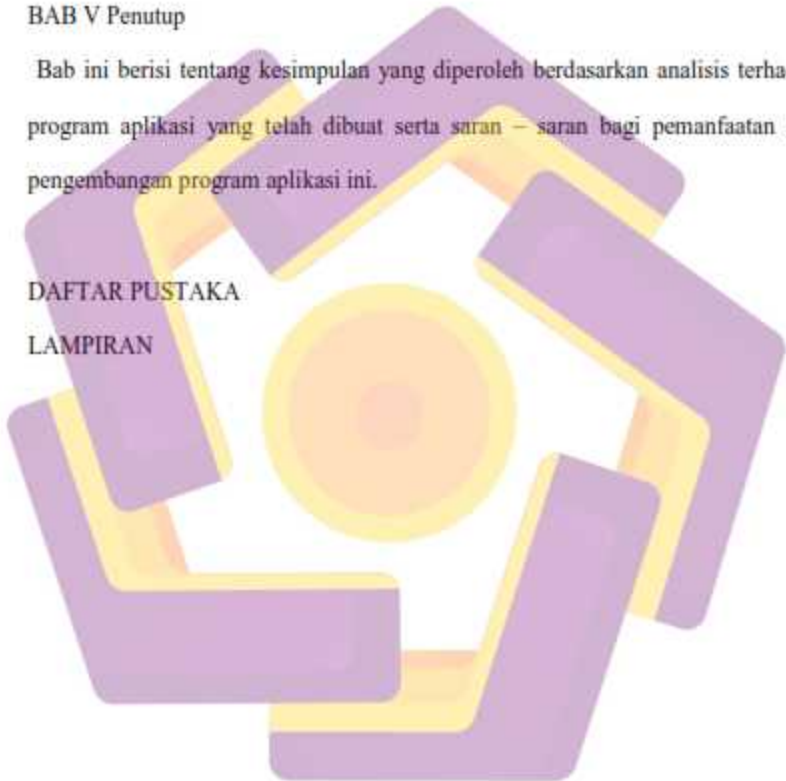 BAB V Penutup
Bab ini berisi tentang kesimpulan yang diperoleh berdasarkan analisis terha
program aplikasi yang telah dibuat serta saran – saran bagi pemanfaatan
pengembangan program aplikasi ini.
DAFTAR PUSTAKA
LAMPIRAN